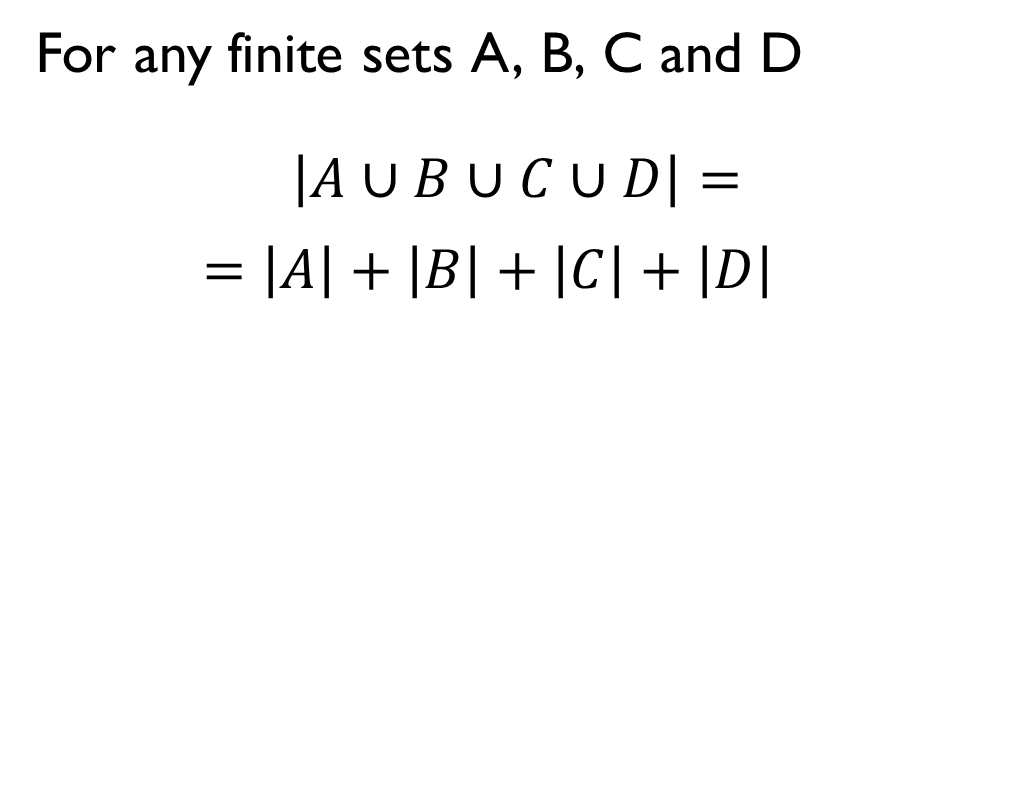 For any finite sets A, B, C and D
|A ∪ B ∪ C ∪ D| =
= |A| + |B| + |C| + |D|